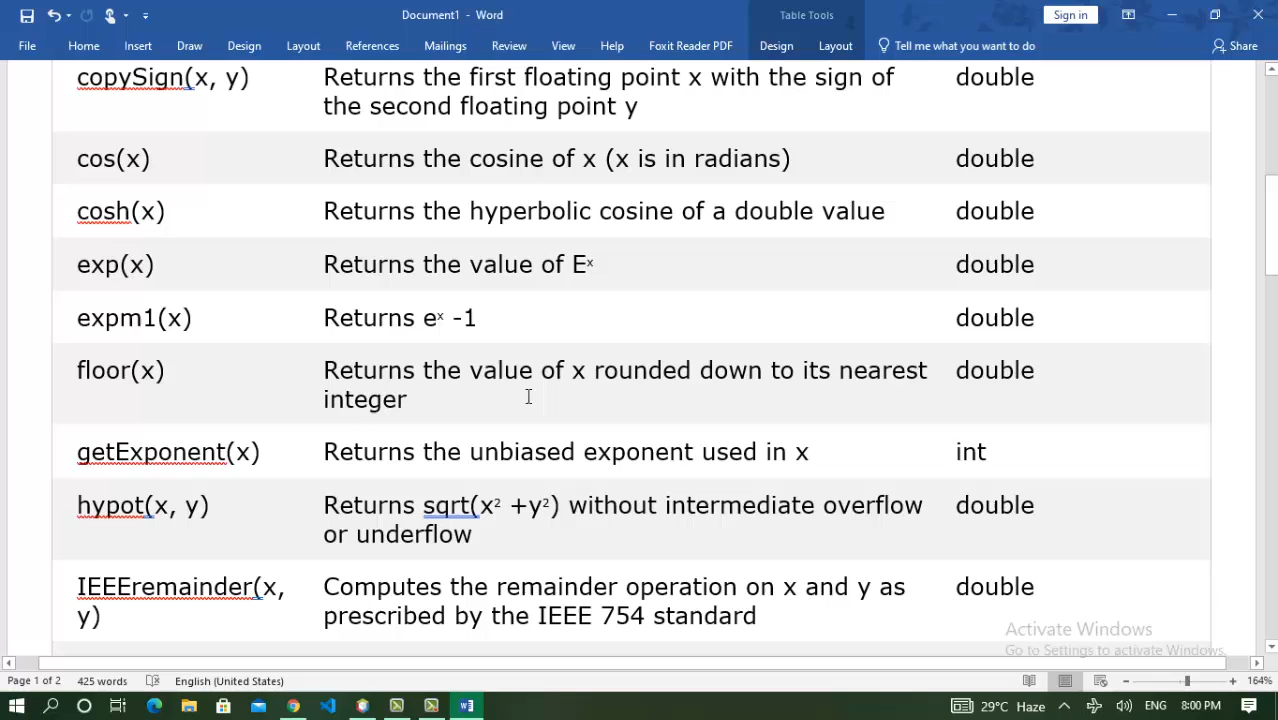 Document1 - Word
Table Tools
Sign in
File Home Insert Draw Design Layout References Mailings Review View Help Foxit Reader PDF Design Layout Tell me what you want to do Share
copySign(x, y) Returns the first floating point x with the sign of double
the second floating point y
cos(x) Returns the cosine of x (x is in radians) double
cosh(x) Returns the hyperbolic cosine of a double value double
exp(x) Returns the value of Eˣ double
expm1(x) Returns eˣ -1 double
floor(x) Returns the value of x rounded down to its nearest double
integer
getExponent(x) Returns the unbiased exponent used in x int
hypot(x, y) Returns sqrt(x² +y²) without intermediate overflow double
or underflow
IEEEremainder(x, Computes the remainder operation on x and y as double
y) prescribed by the IEEE 754 standard
Activate Windows
Go to Settings to activate Windows.
Page 1 of 2 425 words English (United States) 164%
29°C Haze ENG 8:00 PM